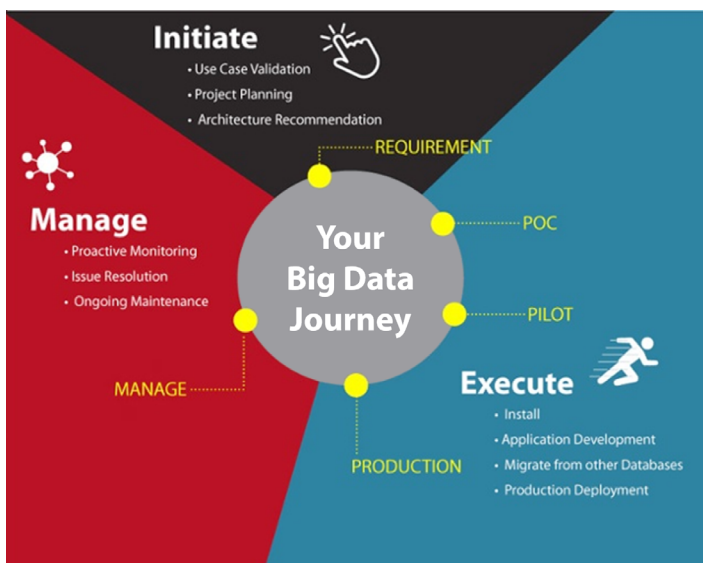 Initiate
• Use Case Validation
• Project Planning
• Architecture Recommendation
REQUIREMENT
Manage
• Proactive Monitoring
• Issue Resolution
• Ongoing Maintenance
Your
Big Data
Journey
POC
PILOT
MANAGE
PRODUCTION
Execute
• Install
• Application Development
• Migrate from other Databases
• Production Deployment